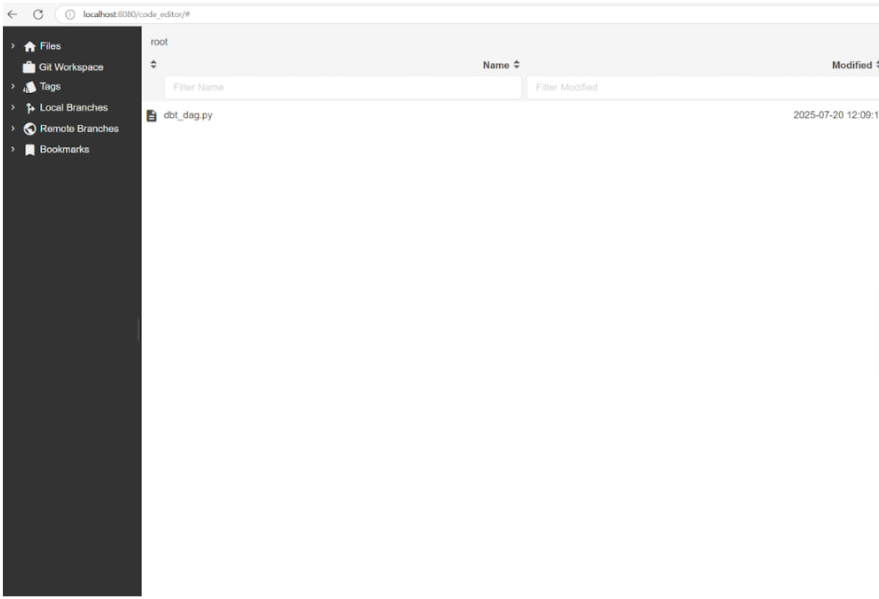 localhost:8080/code_editor/#
Files
Git Workspace
Tags
Local Branches
Remote Branches
Bookmarks
root
Name Modified
Filter Name Filter Modified
dbt_dag.py 2025-07-20 12:09:1